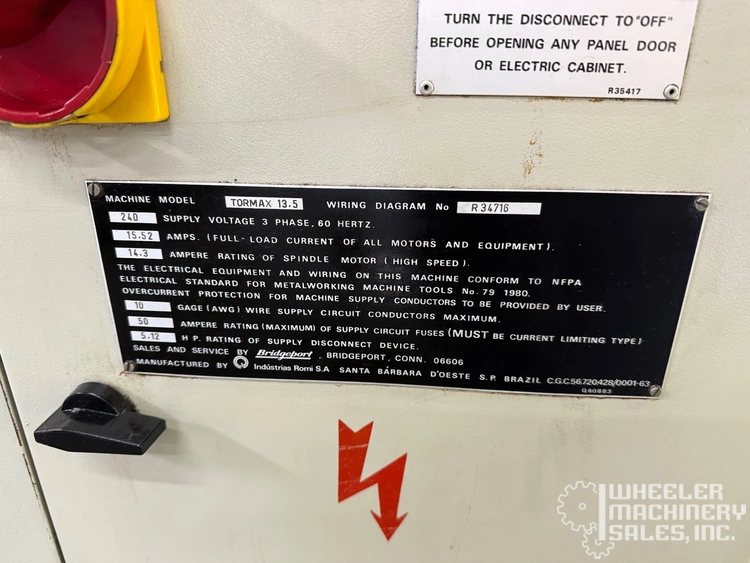 TURN THE DISCONNECT TO "OFF"
BEFORE OPENING ANY PANEL DOOR
OR ELECTRIC CABINET.
R35417
MACHINE MODEL TORMAX 13.5 WIRING DIAGRAM No R 34716
240 SUPPLY VOLTAGE 3 PHASE, 60 HERTZ.
15.52 AMPS. (FULL-LOAD CURRENT OF ALL MOTORS AND EQUIPMENT).
14.3 AMPERE RATING OF SPINDLE MOTOR (HIGH SPEED).
THE ELECTRICAL EQUIPMENT AND WIRING ON THIS MACHINE CONFORM TO NFPA
ELECTRICAL STANDARD FOR METALWORKING MACHINE TOOLS No. 79 1980.
OVERCURRENT PROTECTION FOR MACHINE SUPPLY CONDUCTORS TO BE PROVIDED BY USER.
10 GAGE (AWG) WIRE SUPPLY CIRCUIT CONDUCTORS MAXIMUM.
50 AMPERE RATING (MAXIMUM) OF SUPPLY CIRCUIT FUSES (MUST BE CURRENT LIMITING TYPE)
5.12 H P. RATING OF SUPPLY DISCONNECT DEVICE.
SALES AND SERVICE BY Bridgeport, BRIDGEPORT, CONN. 06606
MANUFACTURED BY Indústrias Romi S.A SANTA BÁRBARA D'OESTE S.P. BRAZIL C.G.C.56.720.428/0001-63
Q60883
WHEELER
MACHINERY
SALES, INC.